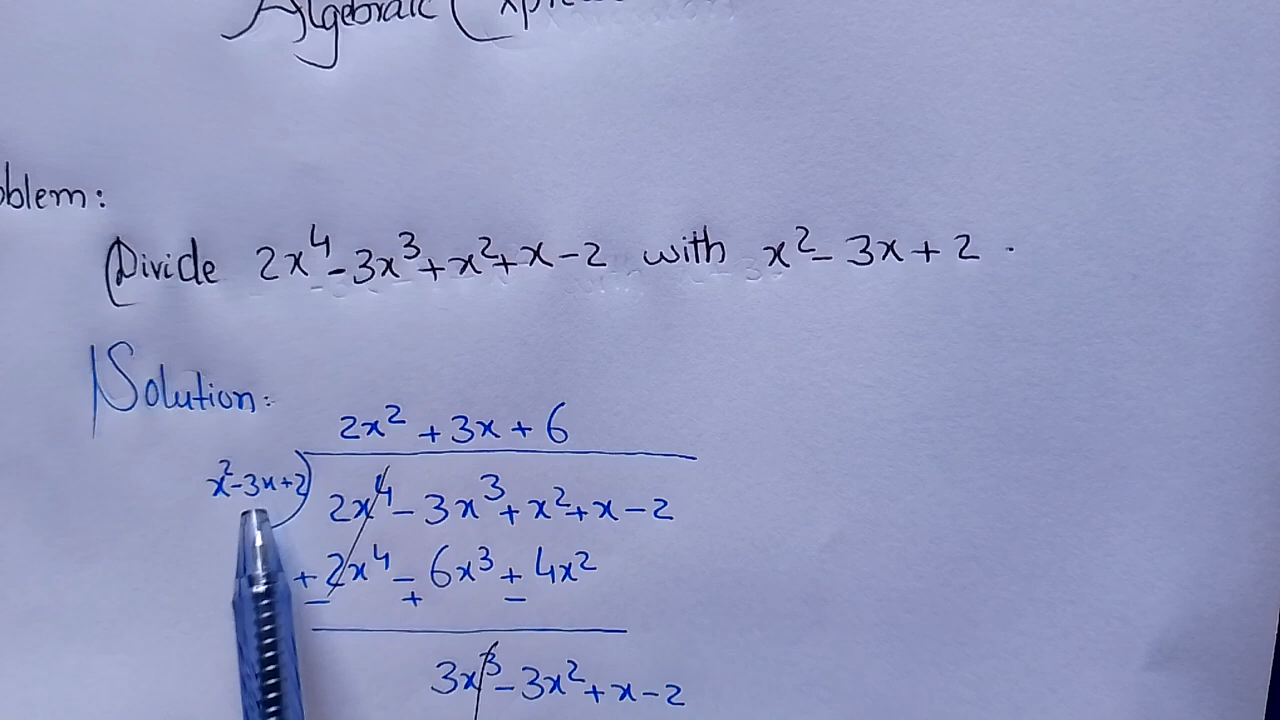 Algebraic
oblem:
Divide 2x⁴-3x³+x²+x-2 with x²-3x+2.
Solution:
2x²+3x+6
x²-3x+2) 2x⁴-3x³+x²+x-2
+2x⁴-6x³+4x²
- + -
3x³-3x²+x-2